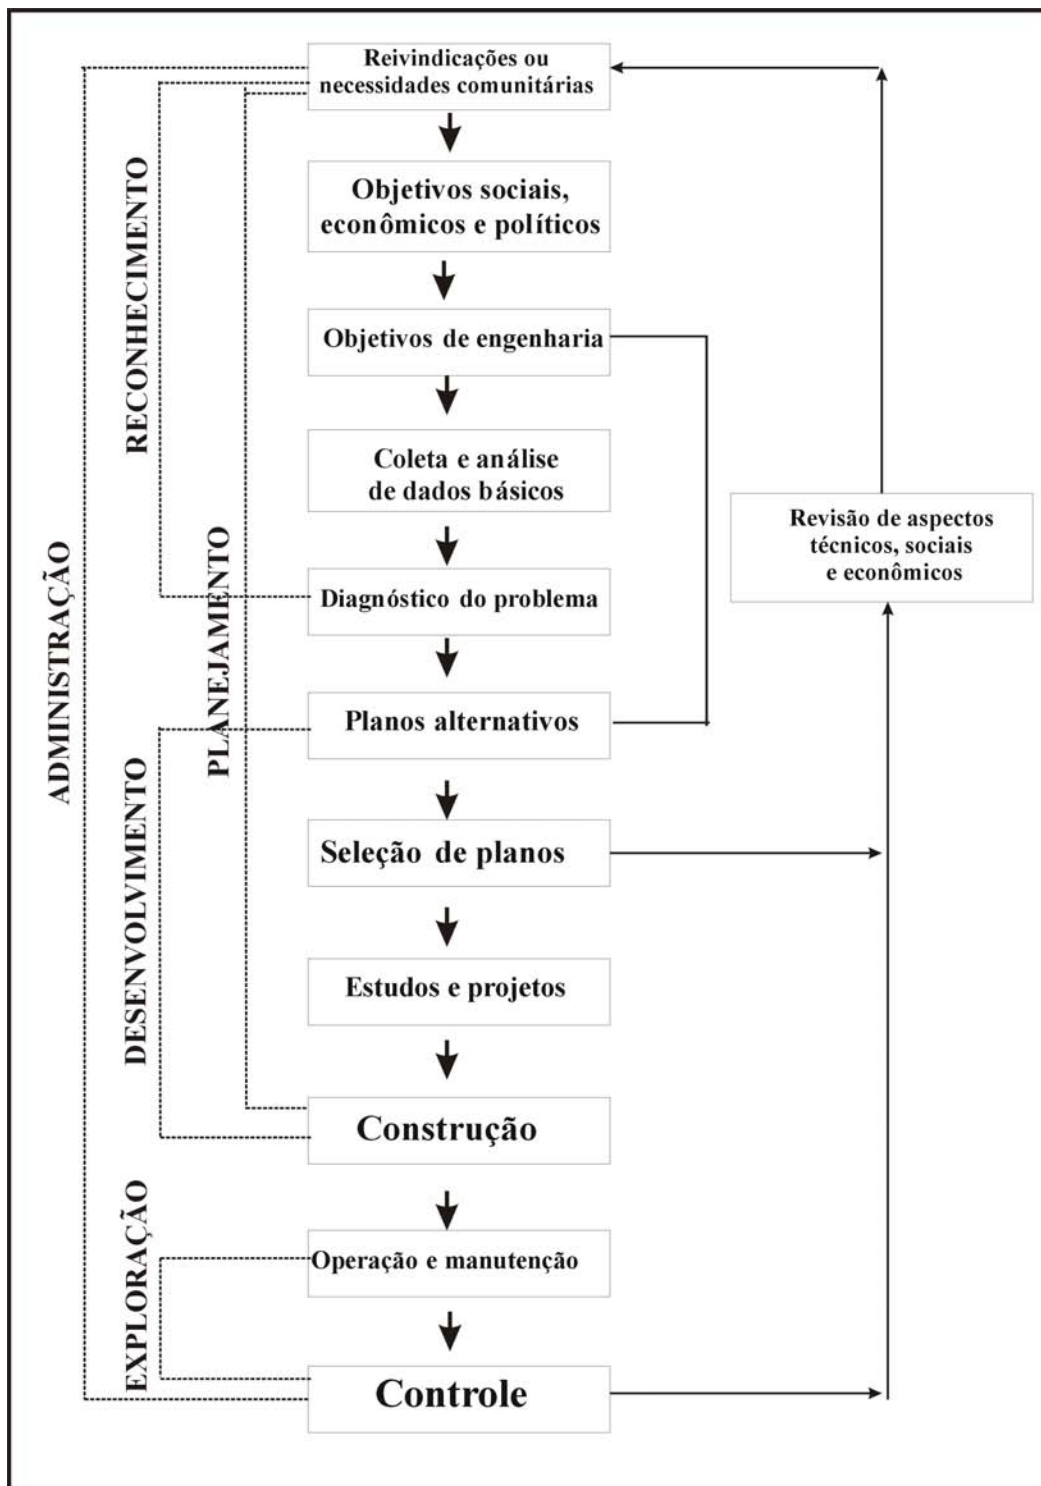 Reivindicações ou
necessidades comunitárias
Objetivos sociais,
econômicos e políticos
Objetivos de engenharia
Coleta e análise
de dados básicos
Diagnóstico do problema
Planos alternativos
Seleção de planos
Estudos e projetos
Construção
Operação e manutenção
Controle
Revisão de aspectos
técnicos, sociais
e econômicos
ADMINISTRAÇÃO
RECONHECIMENTO
PLANEJAMENTO
DESENVOLVIMENTO
EXPLORAÇÃO